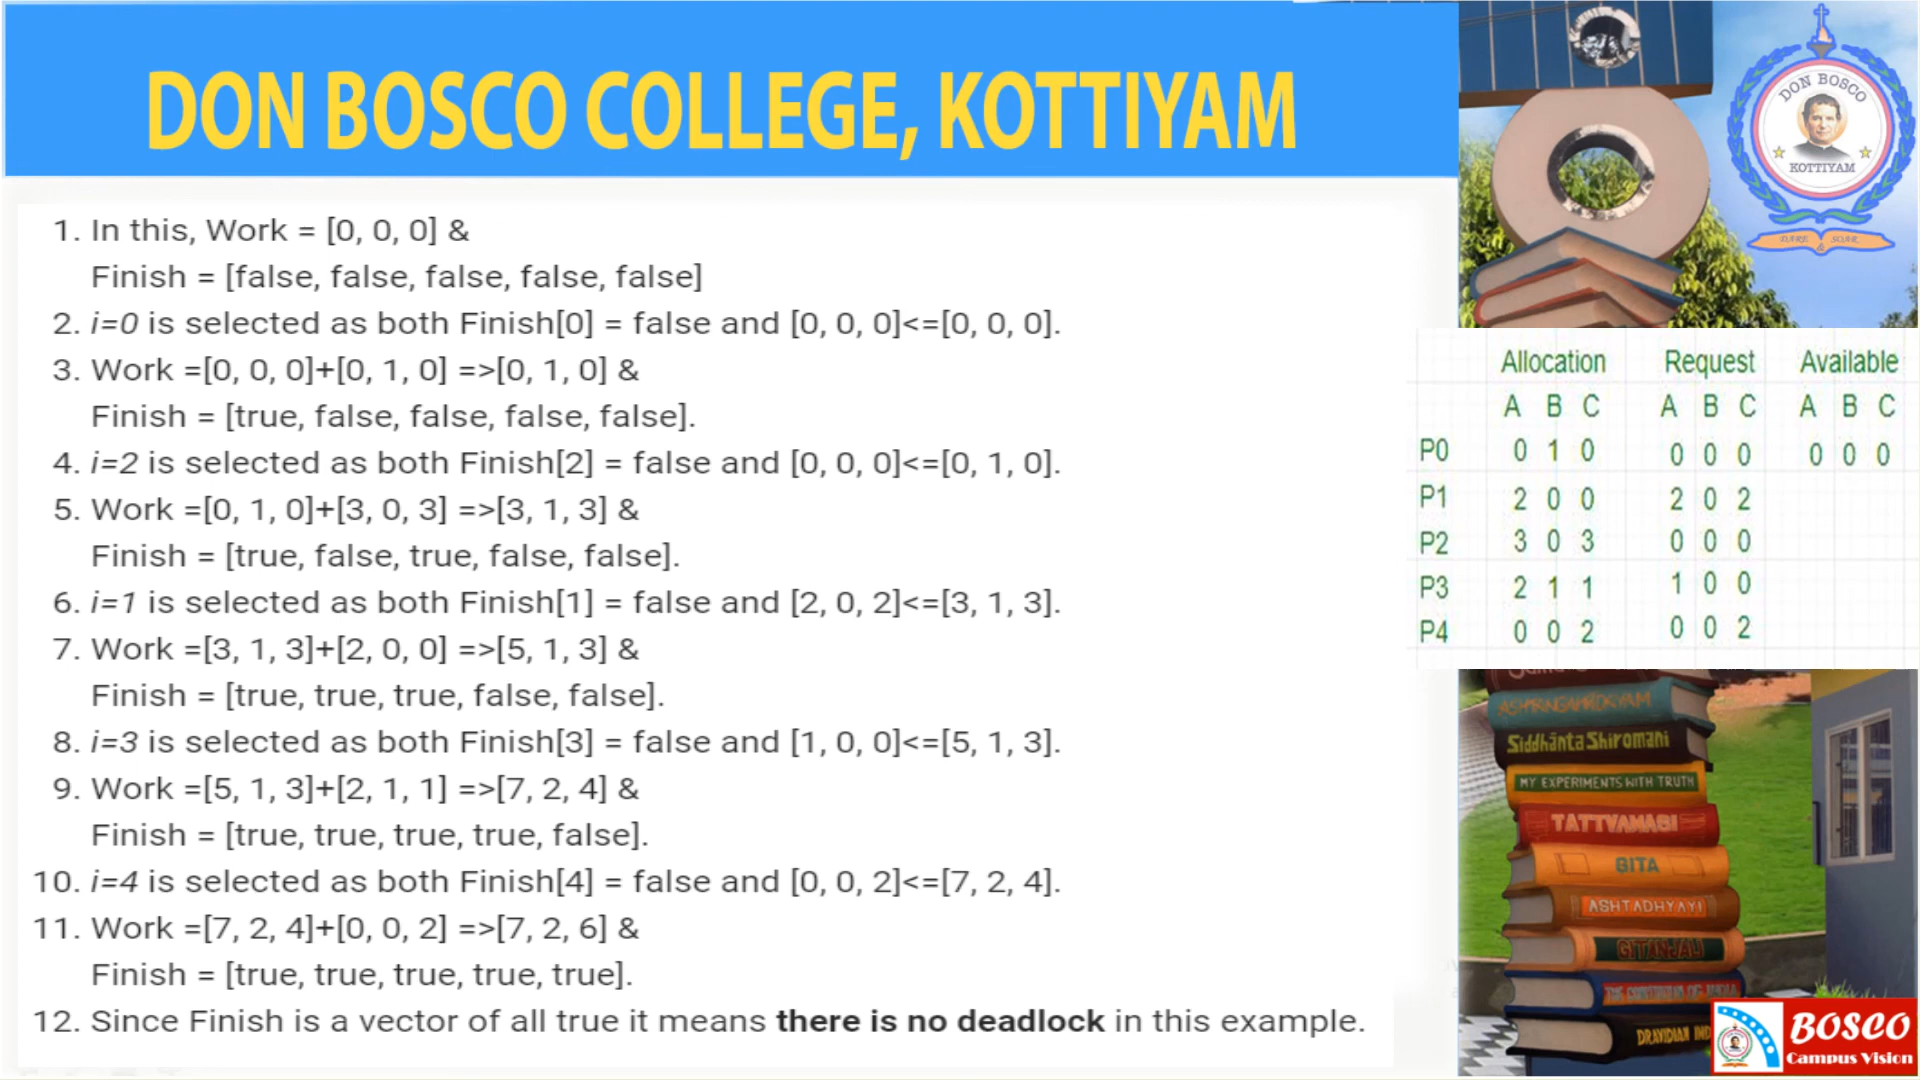 DON BOSCO COLLEGE, KOTTIYAM
DON BOSCO
KOTTIYAM
DARE & SOAR
1. In this, Work = [0, 0, 0] &
Finish = [false, false, false, false, false]
2. i=0 is selected as both Finish[0] = false and [0, 0, 0]<=[0, 0, 0].
3. Work =[0, 0, 0]+[0, 1, 0] =>[0, 1, 0] &
Finish = [true, false, false, false, false].
4. i=2 is selected as both Finish[2] = false and [0, 0, 0]<=[0, 1, 0].
5. Work =[0, 1, 0]+[3, 0, 3] =>[3, 1, 3] &
Finish = [true, false, true, false, false].
6. i=1 is selected as both Finish[1] = false and [2, 0, 2]<=[3, 1, 3].
7. Work =[3, 1, 3]+[2, 0, 0] =>[5, 1, 3] &
Finish = [true, true, true, false, false].
8. i=3 is selected as both Finish[3] = false and [1, 0, 0]<=[5, 1, 3].
9. Work =[5, 1, 3]+[2, 1, 1] =>[7, 2, 4] &
Finish = [true, true, true, true, false].
10. i=4 is selected as both Finish[4] = false and [0, 0, 2]<=[7, 2, 4].
11. Work =[7, 2, 4]+[0, 0, 2] =>[7, 2, 6] &
Finish = [true, true, true, true, true].
12. Since Finish is a vector of all true it means there is no deadlock in this example.
Allocation Request Available
A B C A B C A B C
P0 0 1 0 0 0 0 0 0 0
P1 2 0 0 2 0 2
P2 3 0 3 0 0 0
P3 2 1 1 1 0 0
P4 0 0 2 0 0 2
Siddhānta Shiromani
MY EXPERIMENTS WITH TRUTH
TATTVAMASI
GITA
ASHTADHYAYI
GITANJALI
DRAVIDIAN
BOSCO
Campus Vision